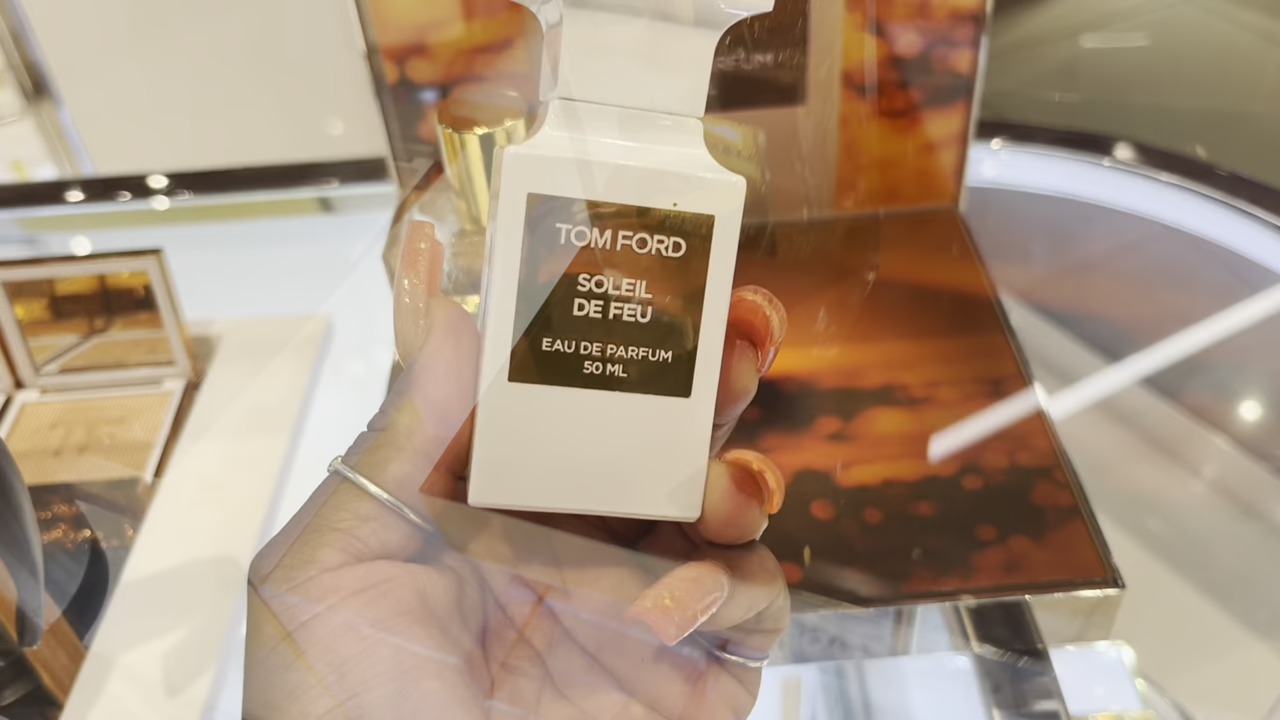 TOM FORD
SOLEIL
DE FEU
EAU DE PARFUM
50 ML